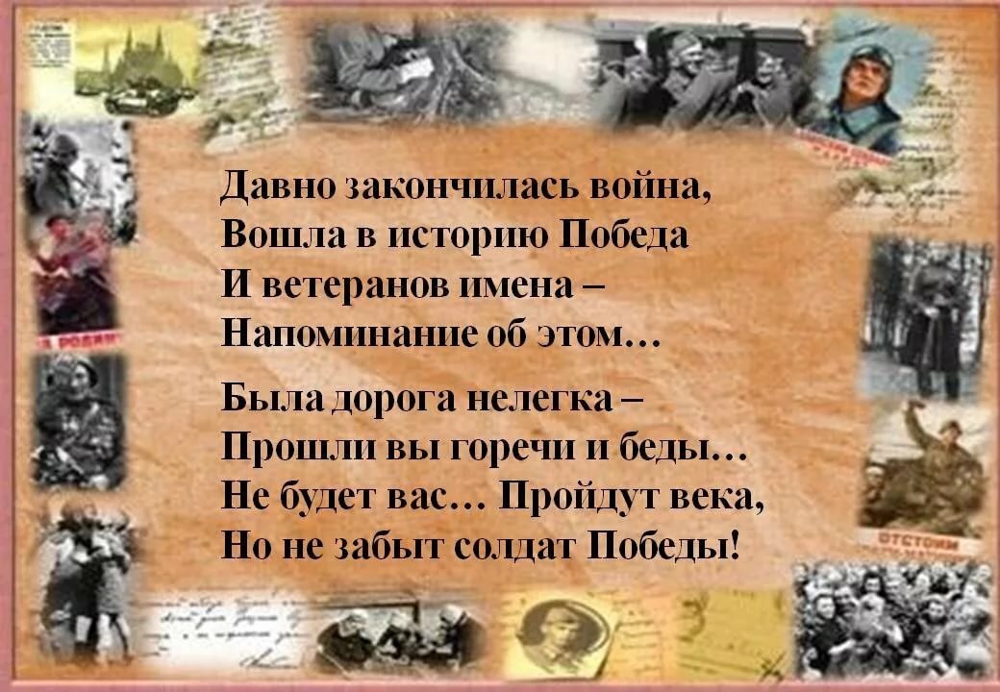 Давно закончилась война,
Вошла в историю Победа
И ветеранов имена –
Напоминание об этом…
Была дорога нелегка –
Прошли вы горечи и беды…
Не будет вас… Пройдут века,
Но не забыт солдат Победы!
ОТСТОИМ